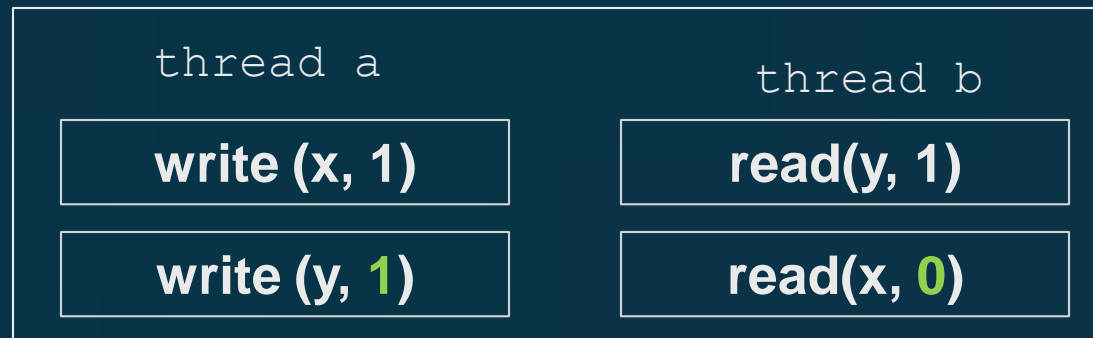 thread a
write (x, 1)
write (y, 1)
thread b
read(y, 1)
read(x, 0)